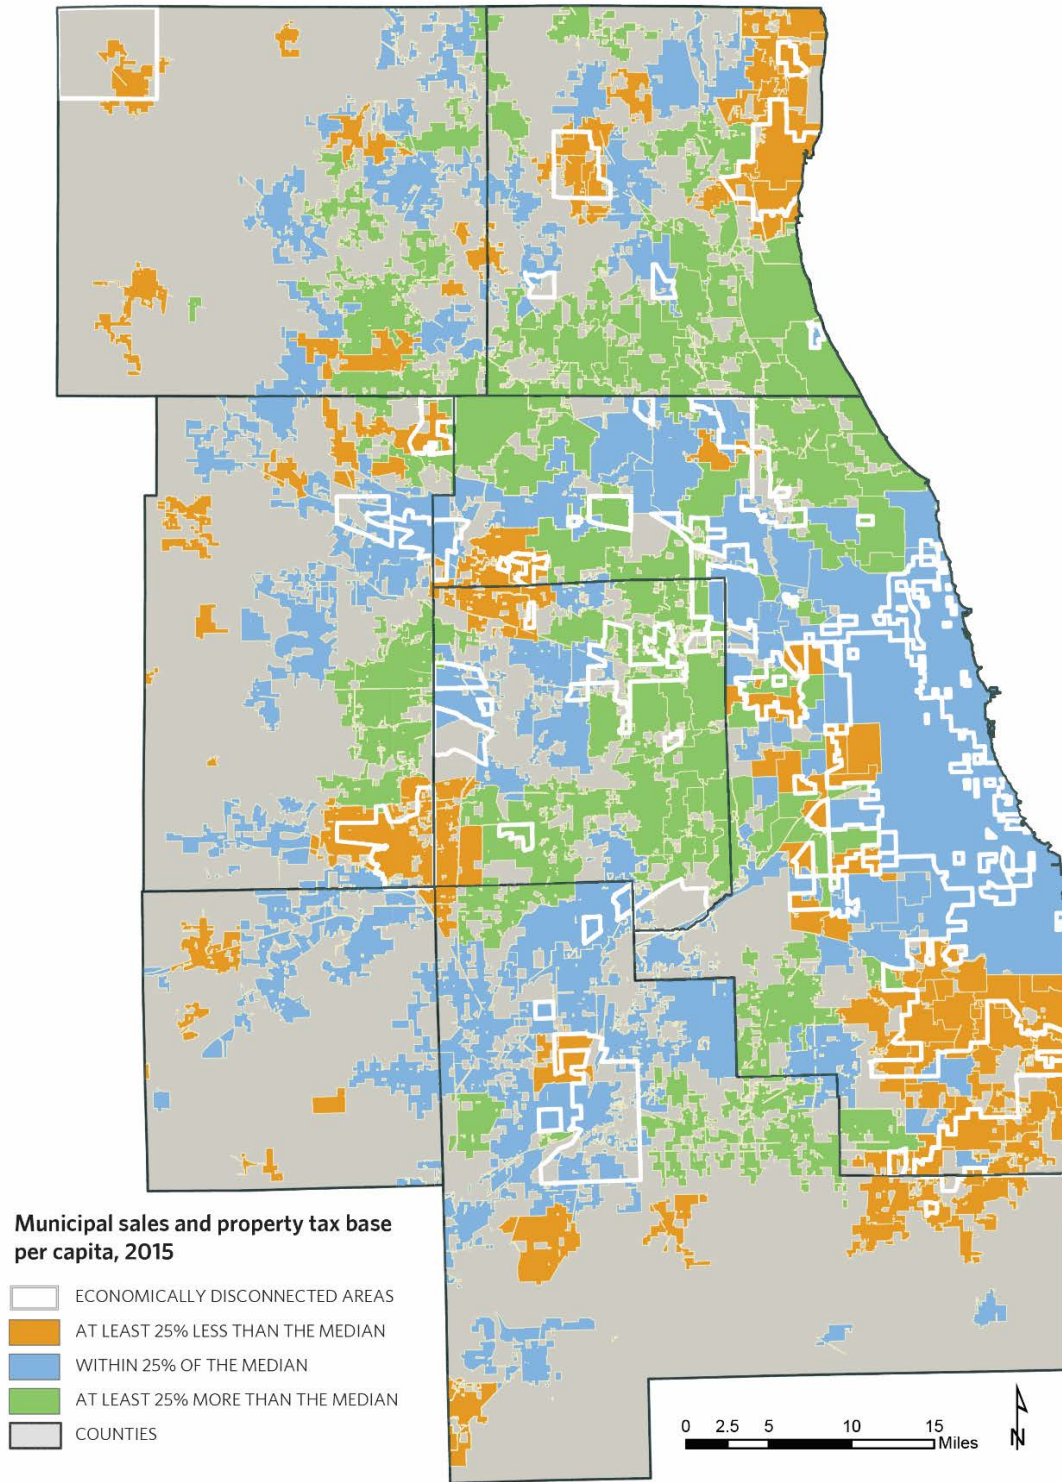 Municipal sales and property tax base
per capita, 2015
ECONOMICALLY DISCONNECTED AREAS
AT LEAST 25% LESS THAN THE MEDIAN
WITHIN 25% OF THE MEDIAN
AT LEAST 25% MORE THAN THE MEDIAN
COUNTIES
0 2.5 5 10 15
Miles
N